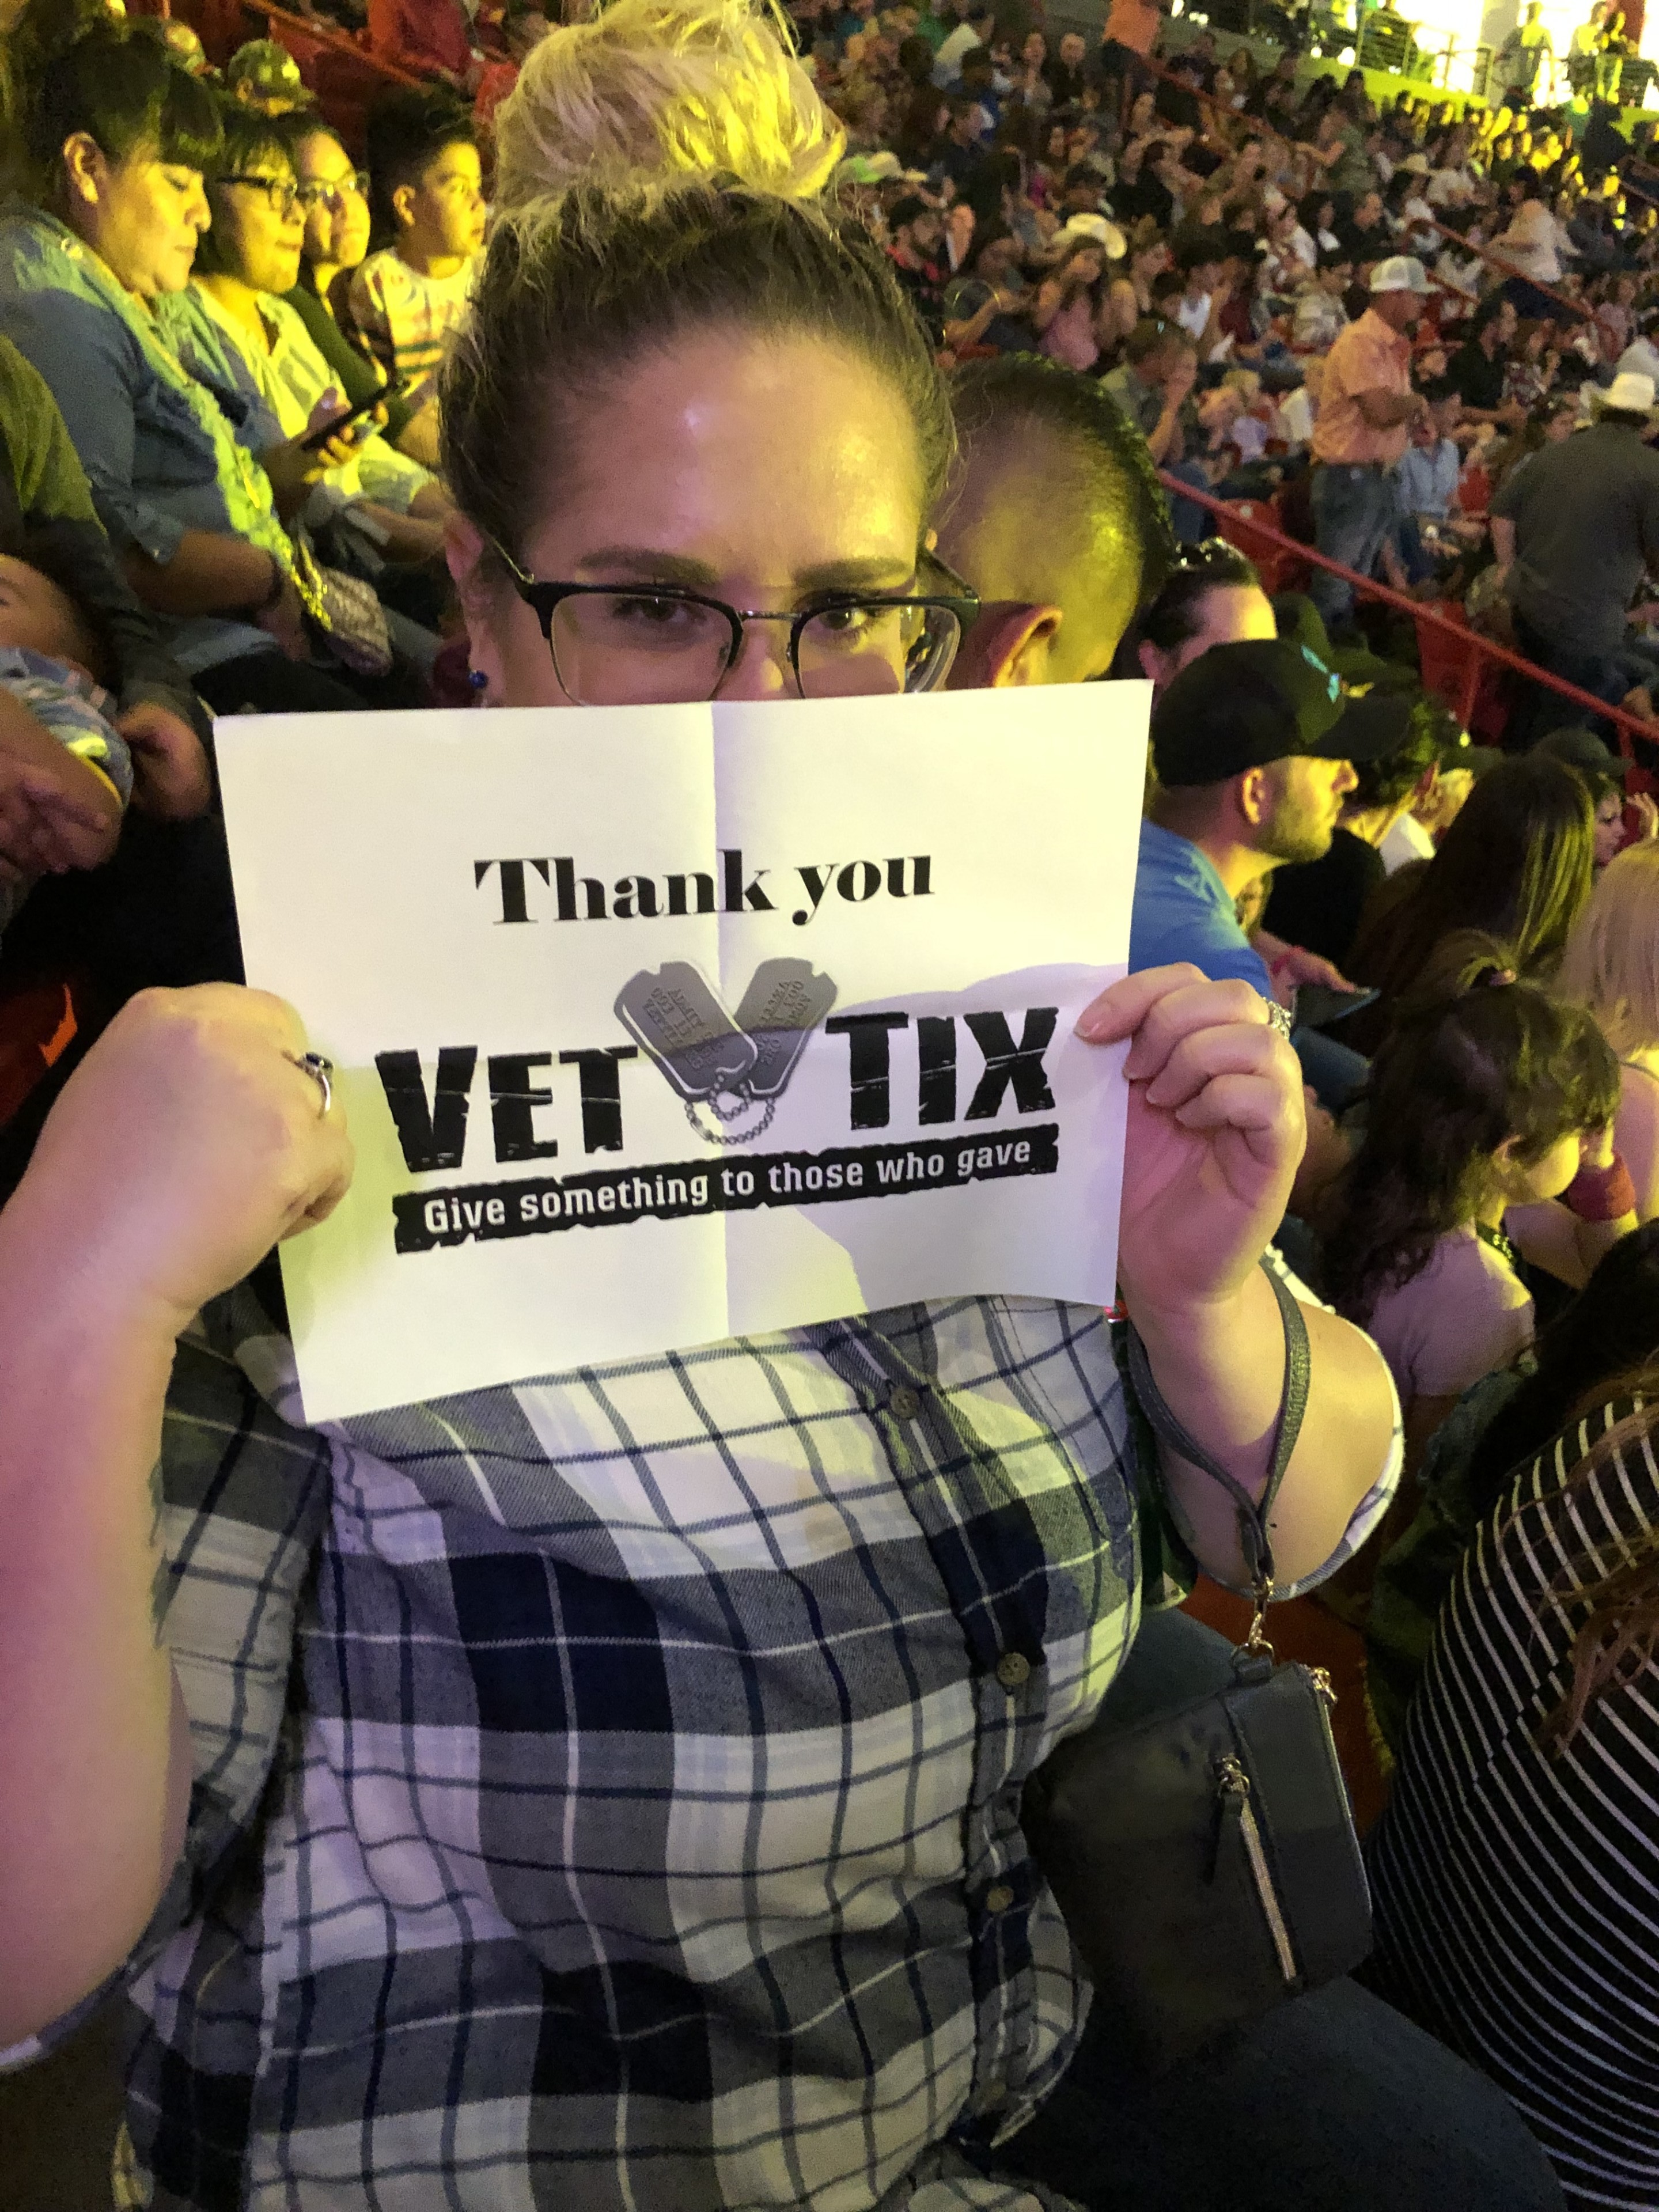 Thank you
VET TIX
Give something to those who gave